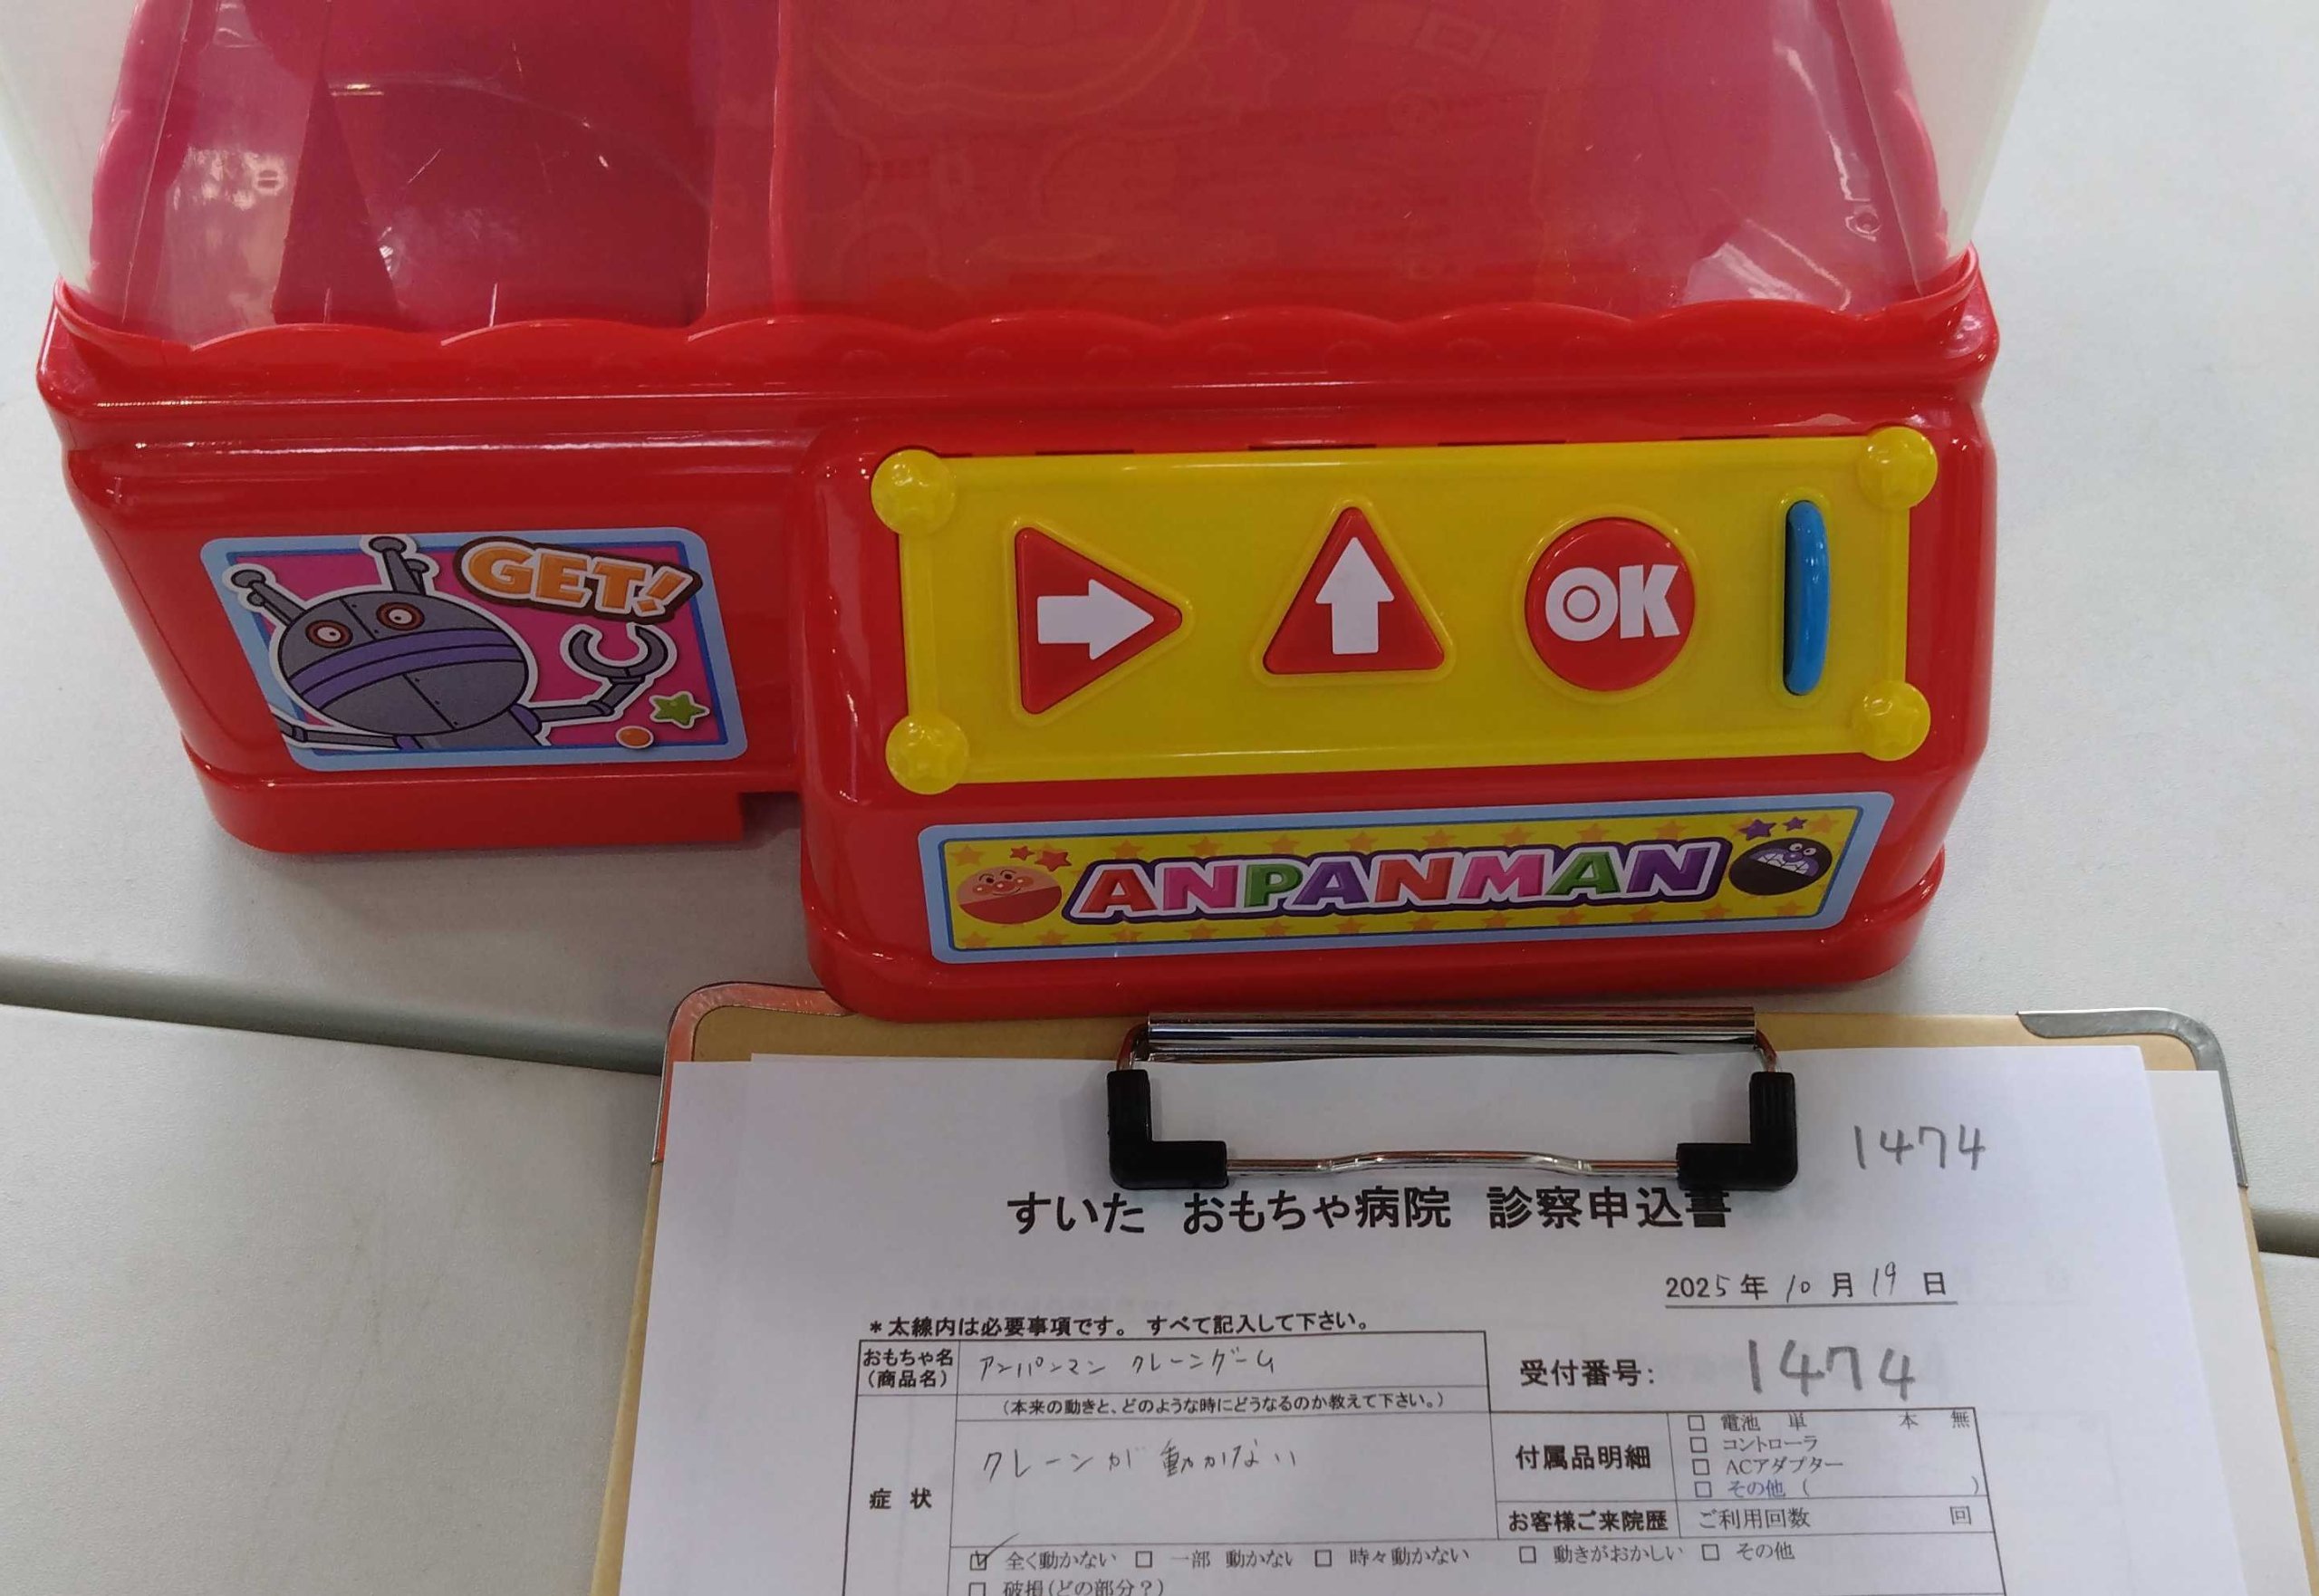 GET!
OK
ANPANMAN
1474
すいた おもちゃ病院 診察申込書
2025年 10月 19日
*太線内は必要事項です。 すべて記入して下さい。
おもちゃ名
(商品名)
アンパンマン クレーンゲーム
受付番号: 1474
(本来の動きと、どのような時にどうなるのか教えて下さい。)
症 状
クレーンが動かない
付属品明細
□ 電池 単 本 無
□ コントローラ
□ ACアダプター
□ その他 ( )
お客様ご来院歴 ご利用回数 回
☑ 全く動かない □ 一部 動かない □ 時々動かない □ 動きがおかしい □ その他
□ 破損(どの部分?)